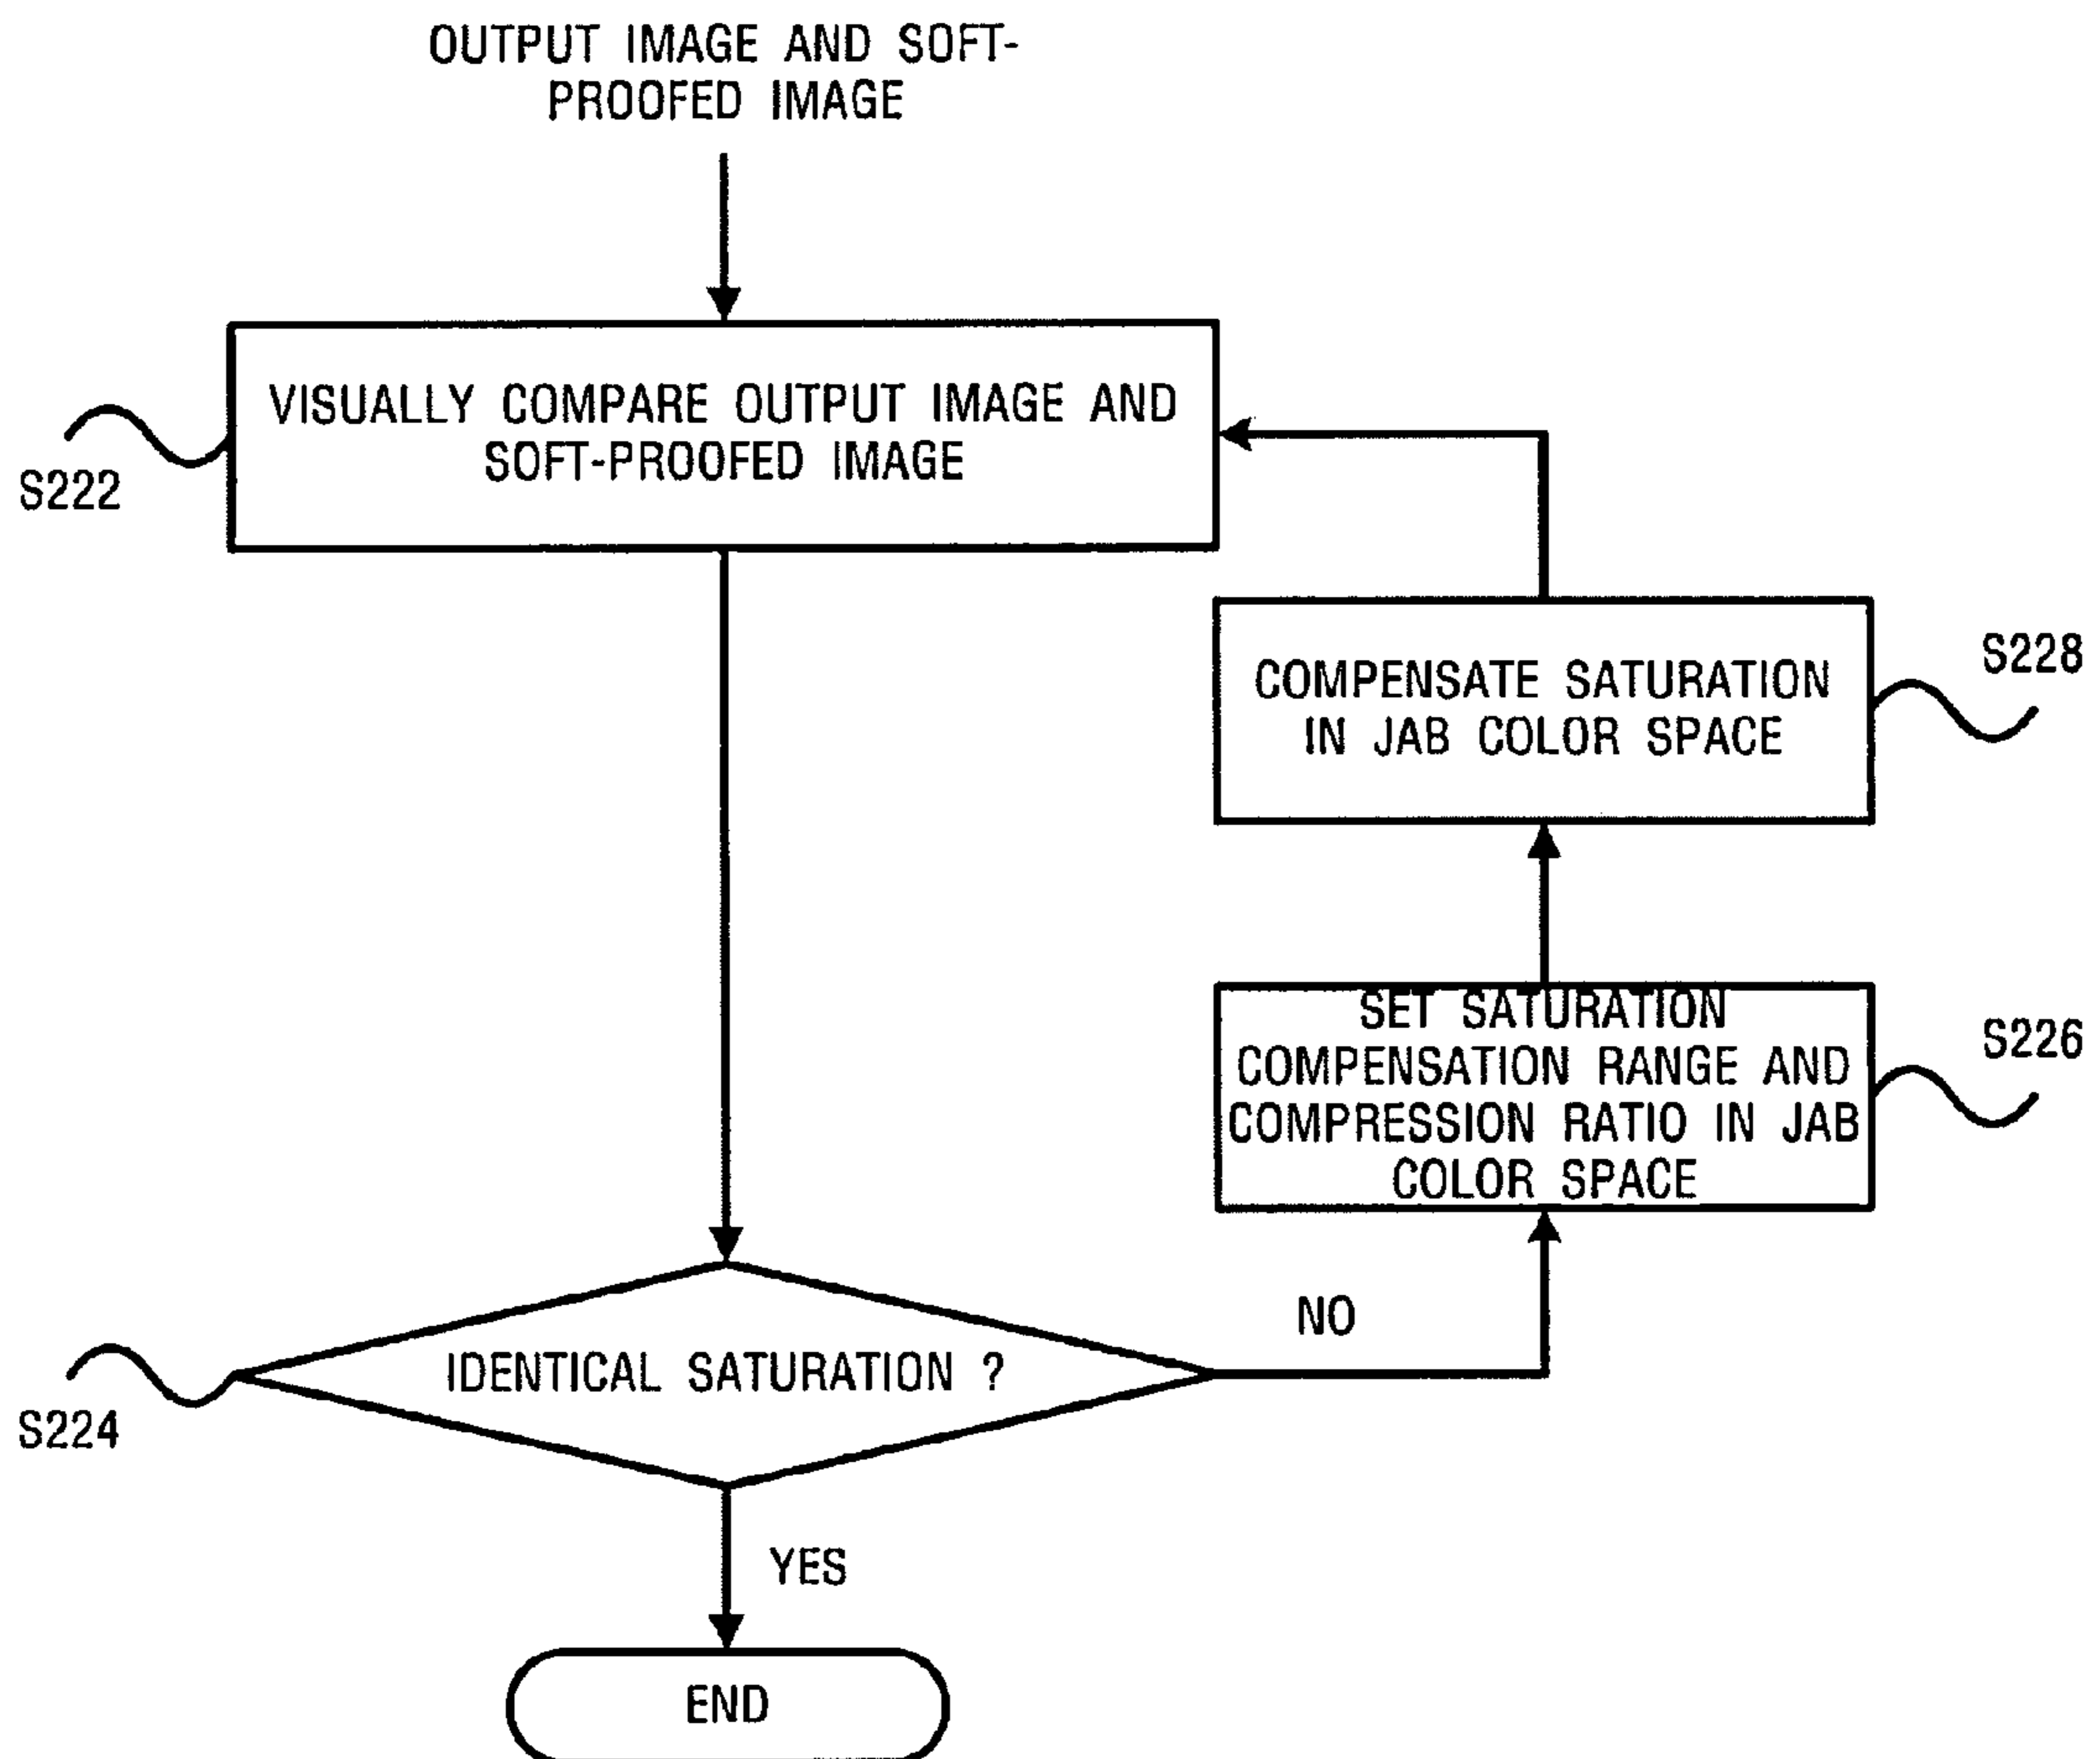 OUTPUT IMAGE AND SOFT-
PROOFED IMAGE
VISUALLY COMPARE OUTPUT IMAGE AND
SOFT-PROOFED IMAGE
S222
COMPENSATE SATURATION
IN JAB COLOR SPACE
S228
SET SATURATION
COMPENSATION RANGE AND
COMPRESSION RATIO IN JAB
COLOR SPACE
S226
IDENTICAL SATURATION ?
S224
NO
YES
END